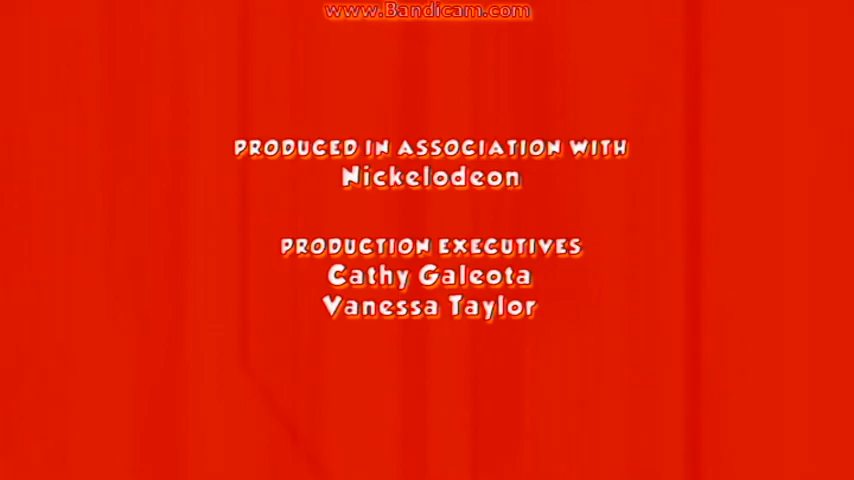 www.Bandicam.com
PRODUCED IN ASSOCIATION WITH
Nickelodeon
PRODUCTION EXECUTIVES
Cathy Galeota
Vanessa Taylor